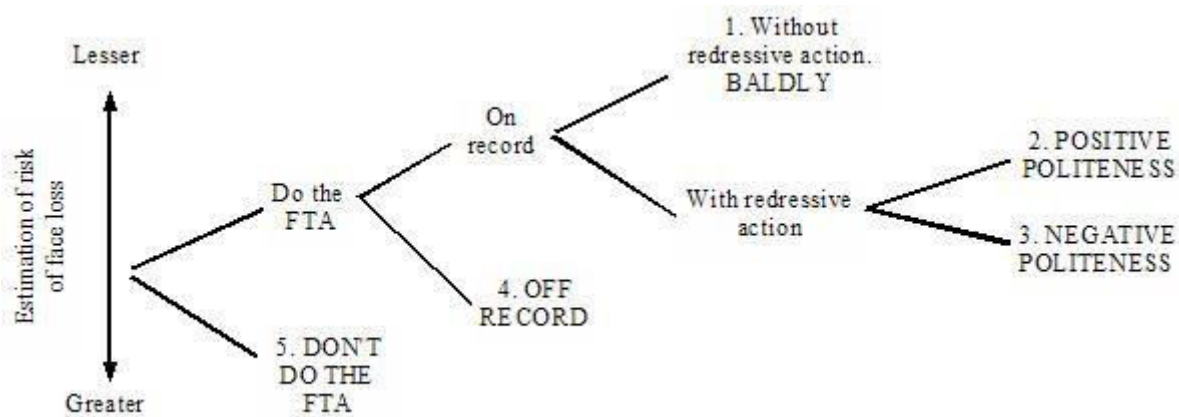 Lesser
Estimation of risk
of face loss
Greater
Do the
FTA
5. DON'T
DO THE
FTA
On
record
4. OFF
RECORD
1. Without
redressive action.
BALDLY
With redressive
action
2. POSITIVE
POLITENESS
3. NEGATIVE
POLITENESS